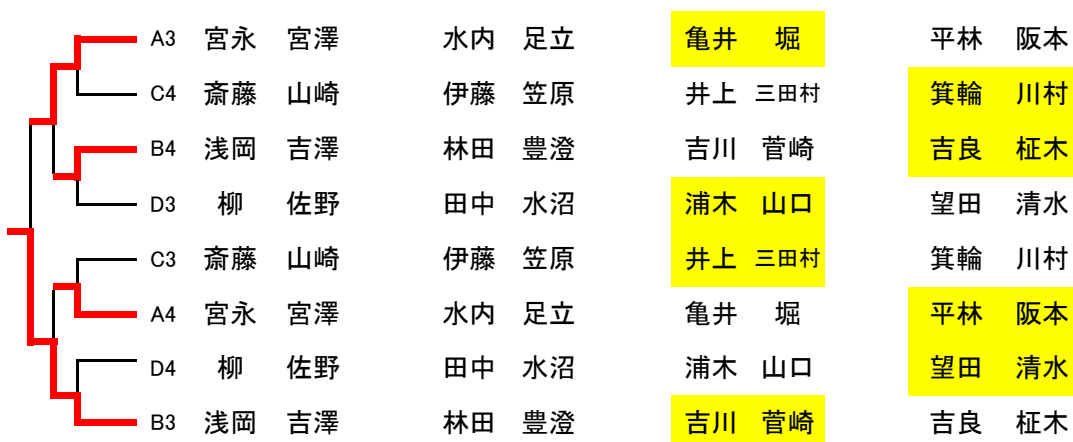 A3 宮永 宮澤 水内 足立 亀井 堀 平林 阪本
C4 斎藤 山崎 伊藤 笠原 井上 三田村 箕輪 川村
B4 浅岡 吉澤 林田 豊澄 吉川 菅崎 吉良 柾木
D3 柳 佐野 田中 水沼 浦木 山口 望田 清水
C3 斎藤 山崎 伊藤 笠原 井上 三田村 箕輪 川村
A4 宮永 宮澤 水内 足立 亀井 堀 平林 阪本
D4 柳 佐野 田中 水沼 浦木 山口 望田 清水
B3 浅岡 吉澤 林田 豊澄 吉川 菅崎 吉良 柾木